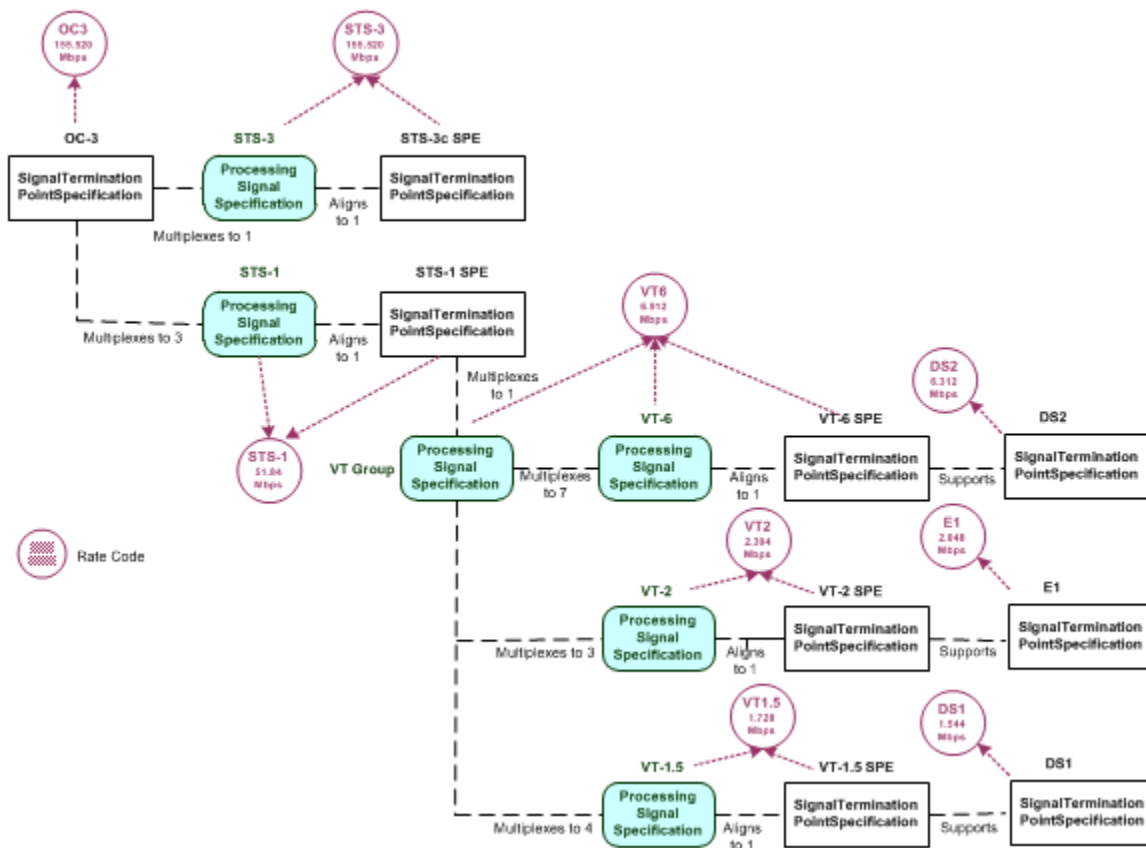 OC3
155.520
Mbps
STS-3
155.520
Mbps
OC-3
STS-3
STS-3c SPE
SignalTermination
PointSpecification
Processing
Signal
Specification
SignalTermination
PointSpecification
Aligns
to 1
Multiplexes to 1
STS-1
STS-1 SPE
Processing
Signal
Specification
SignalTermination
PointSpecification
Multiplexes to 3
Aligns
to 1
VT6
6.912
Mbps
Multiplexes
to 1
DS2
6.312
Mbps
STS-1
51.84
Mbps
VT Group
Processing
Signal
Specification
Multiplexes
to 7
VT-6
Processing
Signal
Specification
Aligns
to 1
VT-6 SPE
SignalTermination
PointSpecification
Supports
DS2
SignalTermination
PointSpecification
Rate Code
VT2
2.304
Mbps
E1
2.048
Mbps
VT-2
VT-2 SPE
E1
Multiplexes to 3
Processing
Signal
Specification
Aligns
to 1
SignalTermination
PointSpecification
Supports
SignalTermination
PointSpecification
VT1.5
1.728
Mbps
DS1
1.544
Mbps
VT-1.5
VT-1.5 SPE
DS1
Multiplexes to 4
Processing
Signal
Specification
Aligns
to 1
SignalTermination
PointSpecification
Supports
SignalTermination
PointSpecification